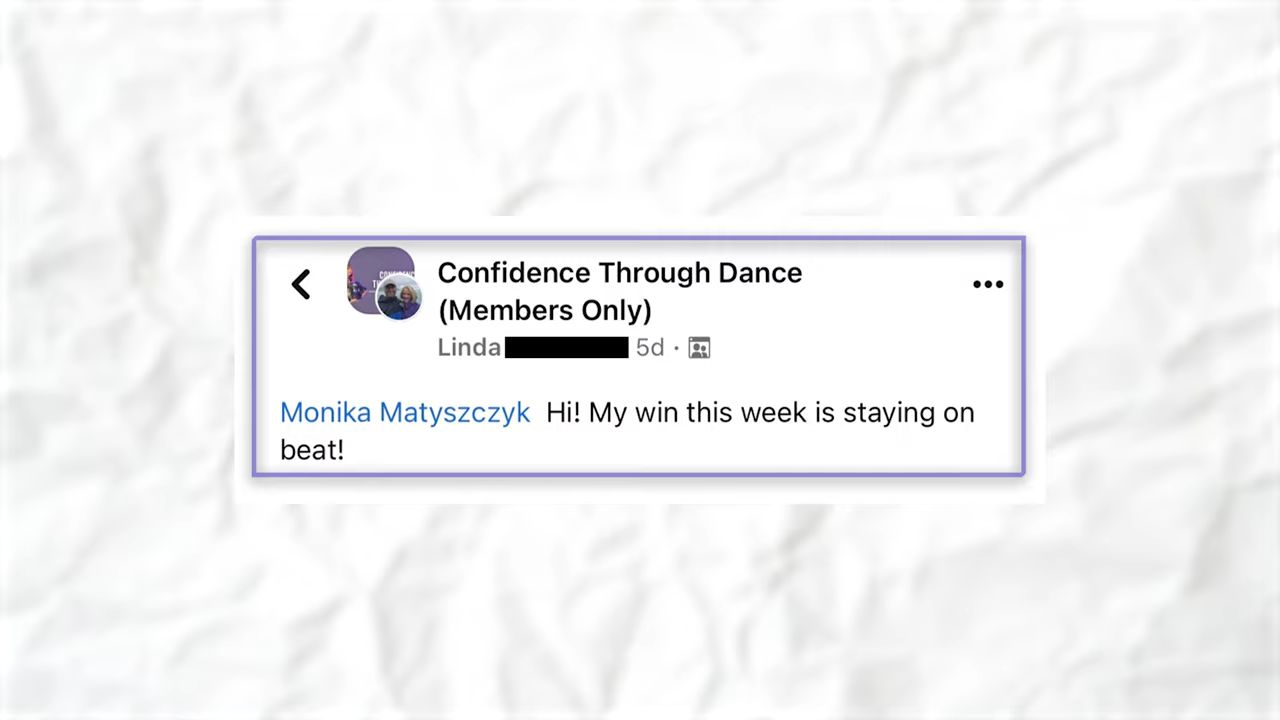 Confidence Through Dance
(Members Only)
Linda 5d ·
Monika Matyszczyk Hi! My win this week is staying on
beat!